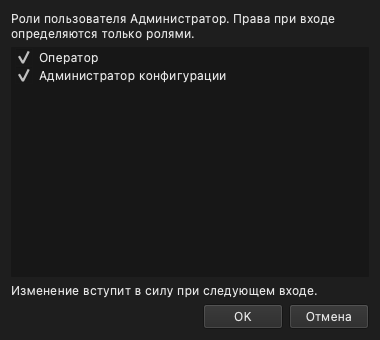 Роли пользователя Администратор. Права при входе
определяются только ролями.
Оператор
Администратор конфигурации
Изменение вступит в силу при следующем входе.
OK
Отмена